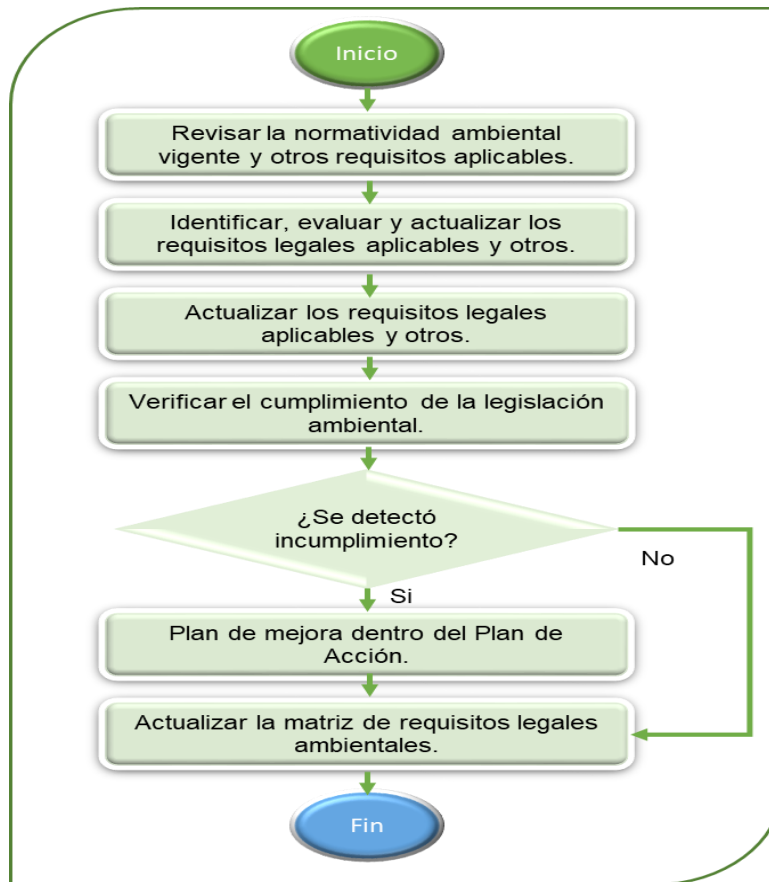 Inicio
Revisar la normatividad ambiental
vigente y otros requisitos aplicables.
Identificar, evaluar y actualizar los
requisitos legales aplicables y otros.
Actualizar los requisitos legales
aplicables y otros.
Verificar el cumplimiento de la legislación
ambiental.
¿Se detectó
incumplimiento?
No
Si
Plan de mejora dentro del Plan de
Acción.
Actualizar la matriz de requisitos legales
ambientales.
Fin